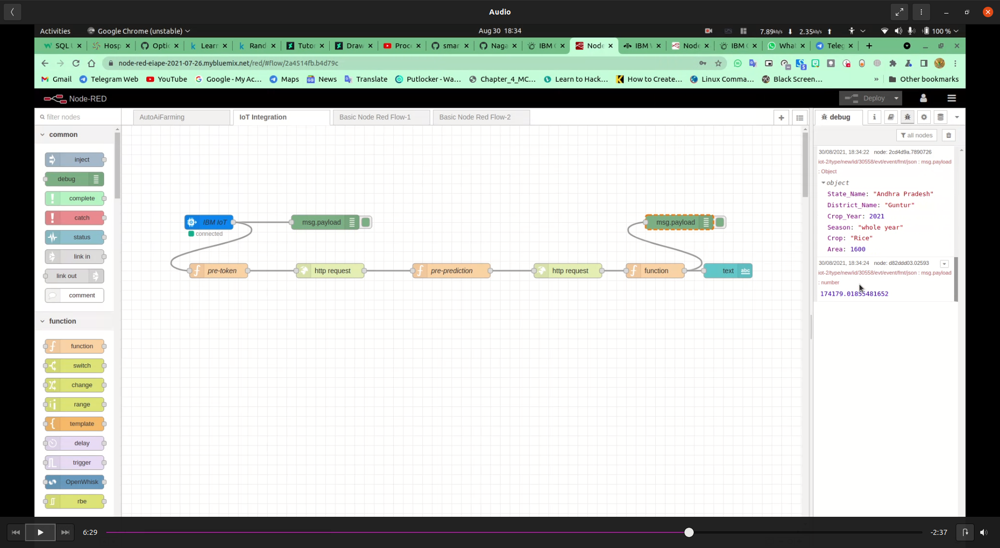 Audio
Activities
Google Chrome (unstable)
Aug 30 18:34
7.89kb/s
2.35kb/s
100 %
SQL
Hosp
Optic
Learn
Rand
Tutor
Draw
Proc
smar
Naga
IBM
Node
IBM
Node
IBM
What
Teleg
node-red-eiape-2021-07-26.mybluemix.net/red/#flow/2a4514fb.b4d79c
5
Gmail
Telegram Web
YouTube
Google - My Ac...
Maps
News
Translate
Putlocker - Wa...
Chapter_4_MC...
Learn to Hack...
How to Create...
Linux Comma...
Black Screen...
»
Other bookmarks
Node-RED
Deploy
filter nodes
AutoAiFarming
IoT Integration
Basic Node Red Flow-1
Basic Node Red Flow-2
debug
common
all nodes
inject
debug
complete
catch
status
link in
link out
comment
function
function
switch
change
range
template
delay
trigger
OpenWhisk
rbe
IBM IoT
connected
msg.payload
msg.payload
pre-token
http request
pre-prediction
http request
function
text
abc
30/08/2021, 18:34:22 node: 2cd4d9a.7890726
iot-2/type/new/id/30558/evt/event/fmt/json : msg.payload
: Object
object
State_Name: "Andhra Pradesh"
District_Name: "Guntur"
Crop_Year: 2021
Season: "whole year"
Crop: "Rice"
Area: 1600
30/08/2021, 18:34:24 node: d82ddd03.02593
iot-2/type/new/id/30558/evt/event/fmt/json : msg.payload
: number
174179.01855481652
6:29
-2:37